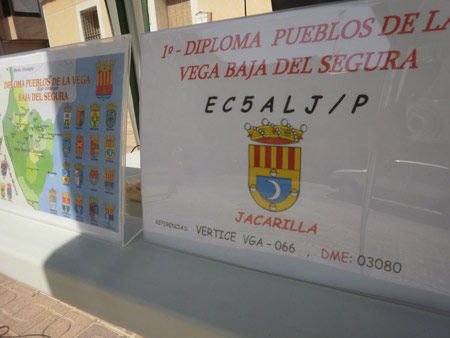 DIPLOMA PUEBLOS DE LA VEGA
BAJA DEL SEGURA
1º - DIPLOMA PUEBLOS DE LA
VEGA BAJA DEL SEGURA
EC5ALJ/P
JACARILLA
REFERENCIAS: VERTICE VGA - 066 , DME: 03080